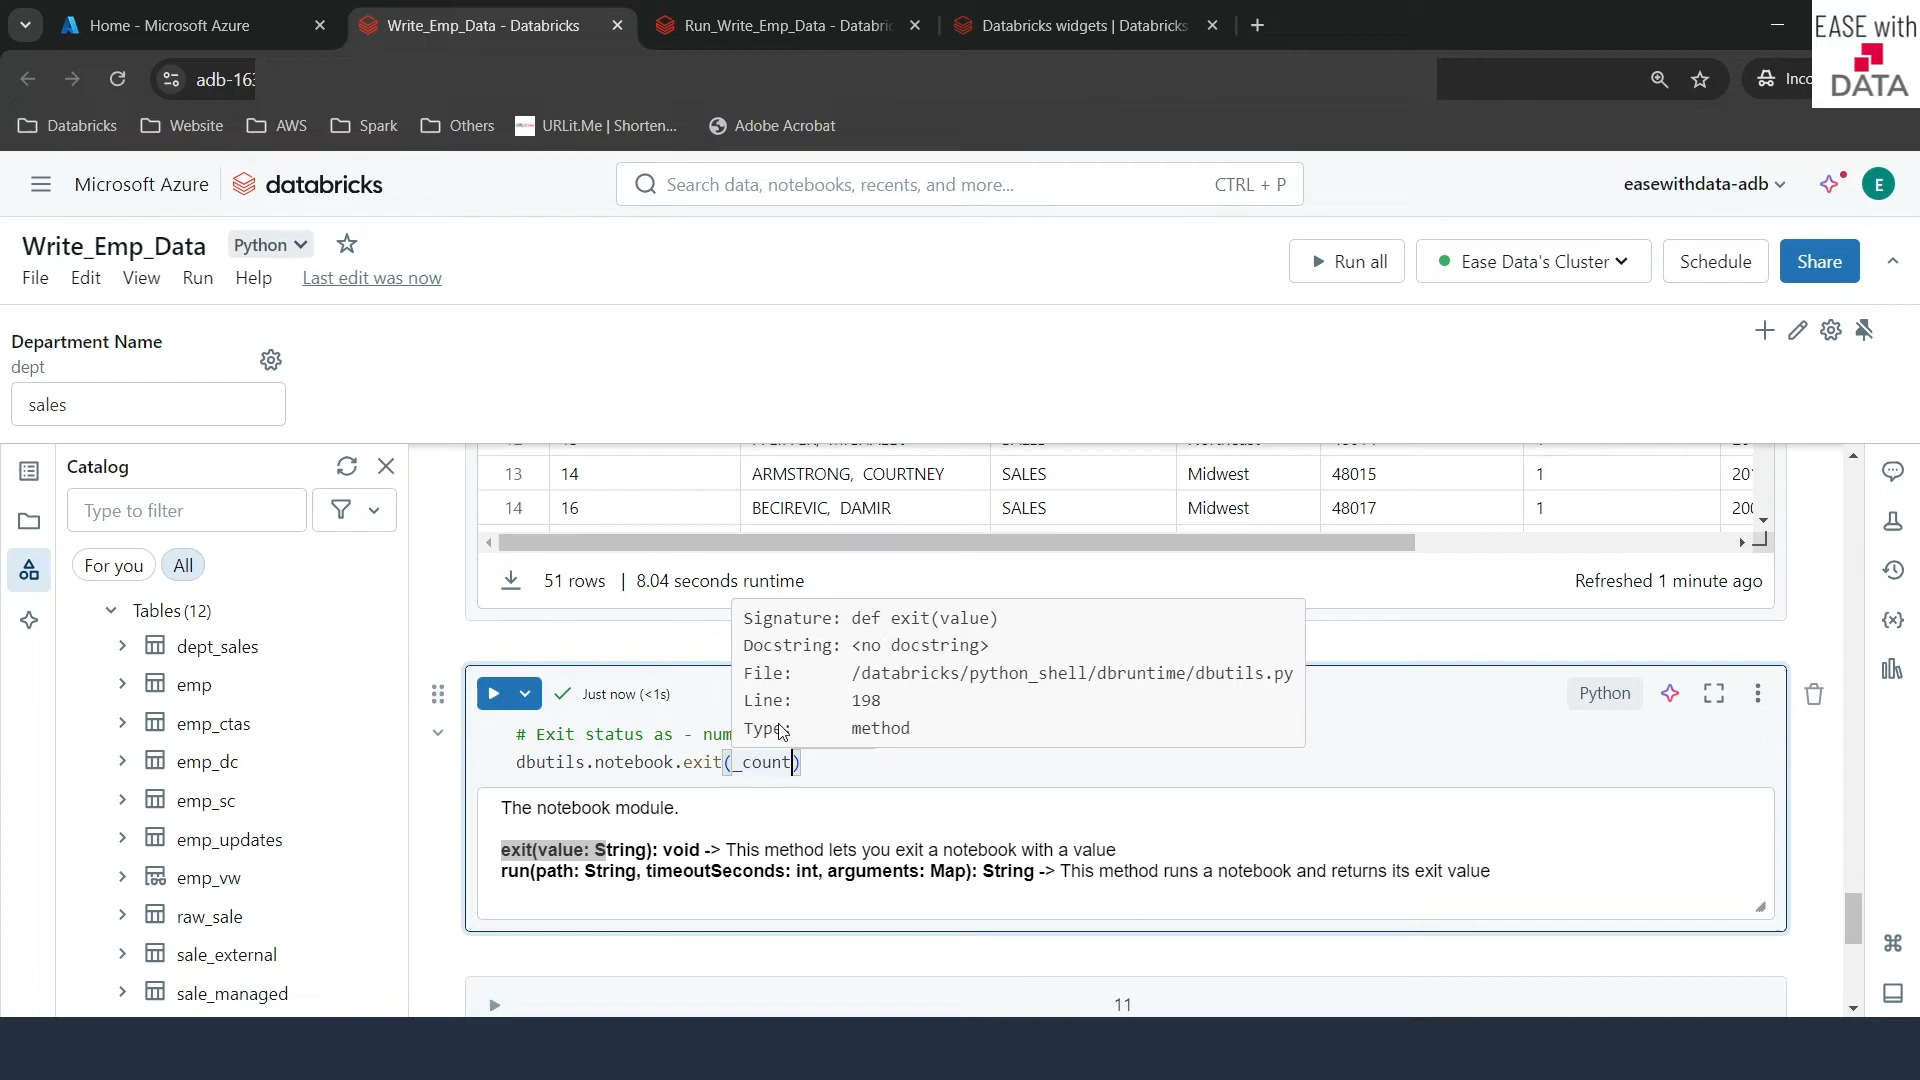 Home - Microsoft Azure
Write_Emp_Data - Databricks
Run_Write_Emp_Data - Databri
Databricks widgets | Databricks
EASE with
DATA
adb-163
Inco
Databricks
Website
AWS
Spark
Others
URLit.Me | Shorten...
Adobe Acrobat
Microsoft Azure
databricks
Search data, notebooks, recents, and more...
CTRL + P
easewithdata-adb
E
Write_Emp_Data
Python
Run all
Ease Data's Cluster
Schedule
Share
File
Edit
View
Run
Help
Last edit was now
Department Name
dept
sales
Catalog
Type to filter
For you
All
Tables (12)
dept_sales
emp
emp_ctas
emp_dc
emp_sc
emp_updates
emp_vw
raw_sale
sale_external
sale_managed
13 14 ARMSTRONG, COURTNEY SALES Midwest 48015 1 201
14 16 BECIREVIC, DAMIR SALES Midwest 48017 1 200
51 rows | 8.04 seconds runtime
Refreshed 1 minute ago
Signature: def exit(value)
Docstring: <no docstring>
File: /databricks/python_shell/dbruntime/dbutils.py
Line: 198
Type: method
Just now (<1s)
Python
# Exit status as - num
dbutils.notebook.exit(_count)
The notebook module.
exit(value: String): void -> This method lets you exit a notebook with a value
run(path: String, timeoutSeconds: int, arguments: Map): String -> This method runs a notebook and returns its exit value
11